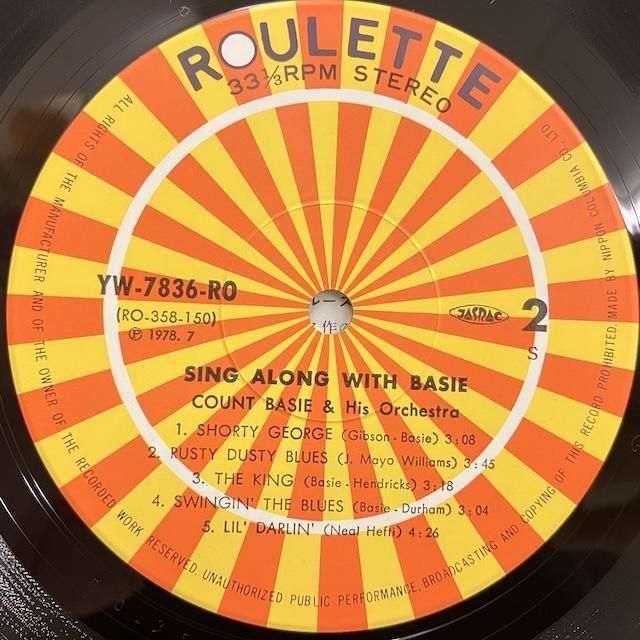 ROULETTE
33 1/3 RPM STEREO
YW-7836-RO
(RO-358-150)
Ⓟ 1978. 7
JASRAC
2
S
SING ALONG WITH BASIE
COUNT BASIE & His Orchestra
1. SHORTY GEORGE (Gibson-Basie) 3:08
2. RUSTY DUSTY BLUES (J. Mayo Williams) 3:45
3. THE KING (Basie-Hendricks) 3:18
4. SWINGIN' THE BLUES (Basie-Durham) 3:04
5. LIL' DARLIN' (Neal Hefti) 4:26
ALL RIGHTS OF THE MANUFACTURER AND OF THE OWNER OF THE RECORDED WORK RESERVED. UNAUTHORIZED PUBLIC PERFORMANCE, BROADCASTING AND COPYING OF THIS RECORD PROHIBITED. MADE BY NIPPON COLUMBIA CO., LTD.